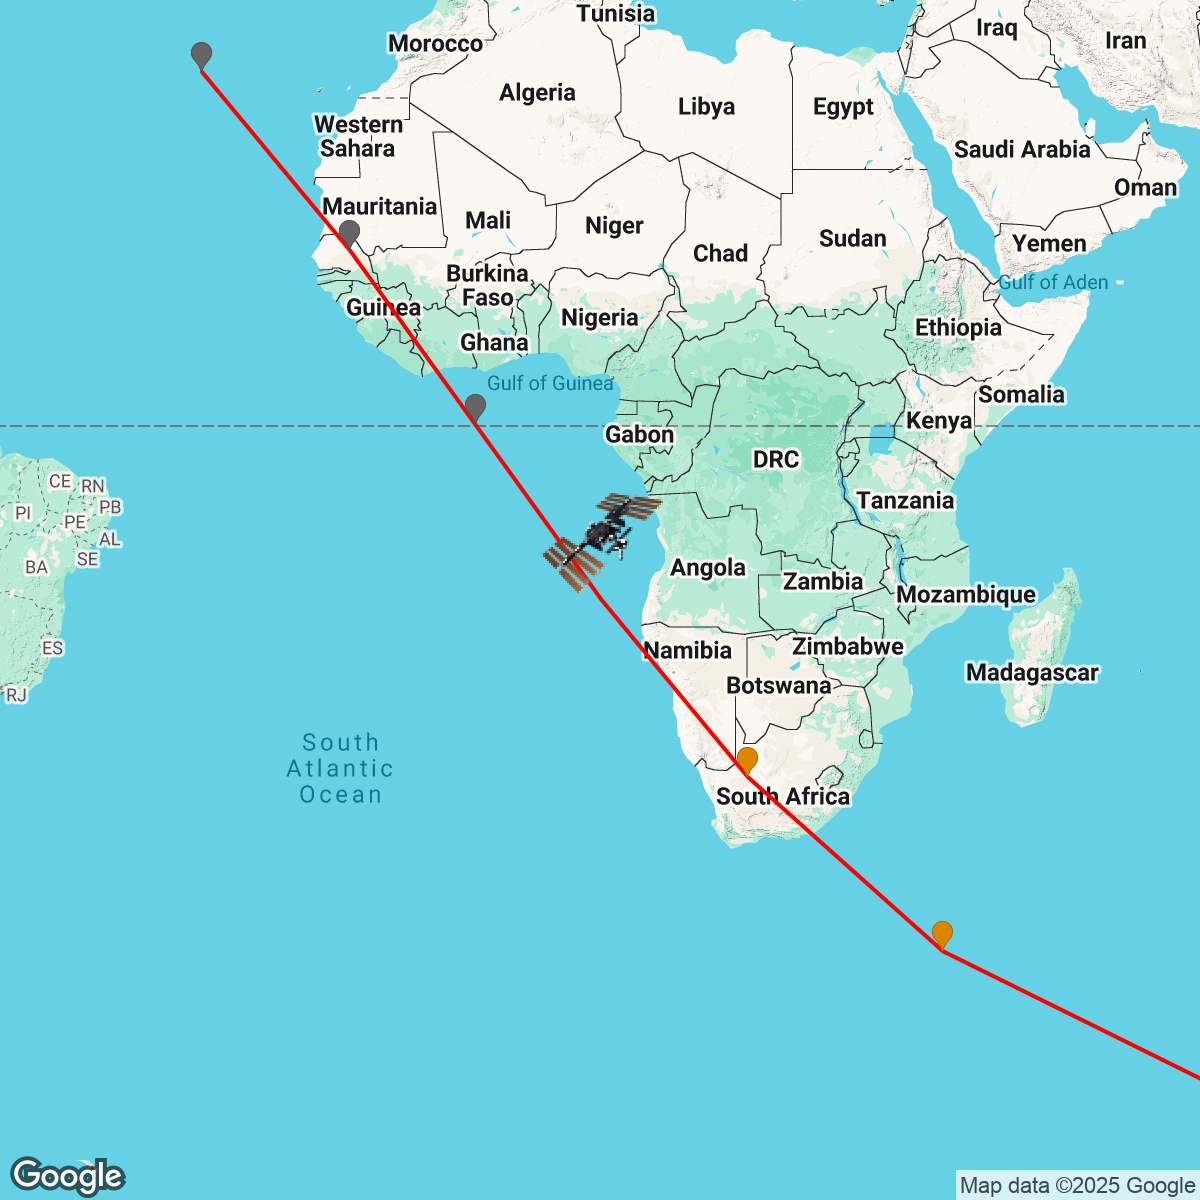 Tunisia
Morocco
Iraq
Iran
Algeria
Libya
Egypt
Western
Sahara
Saudi Arabia
Oman
Mauritania
Mali
Niger
Chad
Sudan
Yemen
Burkina
Faso
Gulf of Aden
Guinea
Nigeria
Ethiopia
Ghana
Gulf of Guinea
Somalia
Kenya
Gabon
DRC
CE
RN
PI
PB
PE
AL
SE
BA
Tanzania
Angola
Zambia
Mozambique
ES
Namibia
Zimbabwe
Madagascar
RJ
Botswana
South
Atlantic
Ocean
South Africa
Google
Map data ©2025 Google